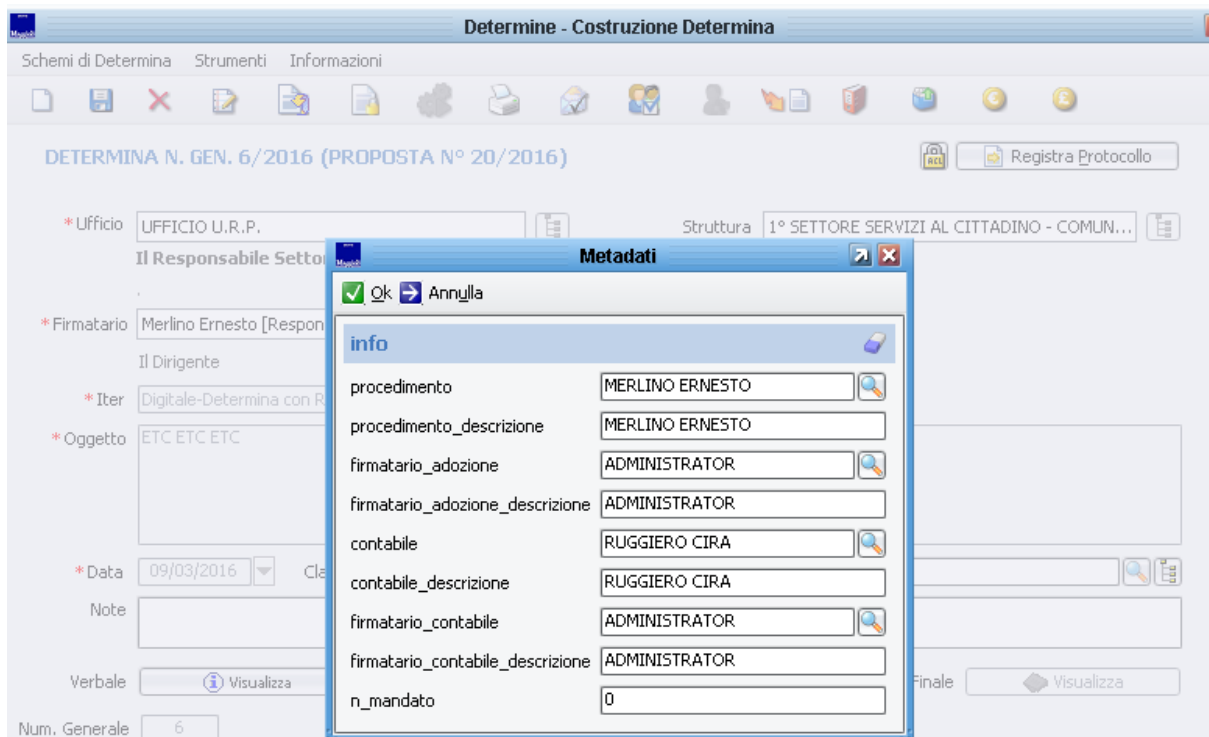 Determine - Costruzione Determina
Schemi di Determina Strumenti Informazioni
DETERMINA N. GEN. 6/2016 (PROPOSTA N° 20/2016)
ACL Registra Protocollo
* Ufficio UFFICIO U.R.P. Struttura 1° SETTORE SERVIZI AL CITTADINO - COMUN...
Il Responsabile
* Firmatario Merlino Ernesto
Il Dirigente
* Iter Digitale-Determina con
* Oggetto ETC ETC ETC
* Data 09/03/2016
Note
Verbale Visualizza Finale Visualizza
Num. Generale 6
Metadati
Ok Annulla
info
procedimento MERLINO ERNESTO
procedimento_descrizione MERLINO ERNESTO
firmatario_adozione ADMINISTRATOR
firmatario_adozione_descrizione ADMINISTRATOR
contabile RUGGIERO CIRA
contabile_descrizione RUGGIERO CIRA
firmatario_contabile ADMINISTRATOR
firmatario_contabile_descrizione ADMINISTRATOR
n_mandato 0